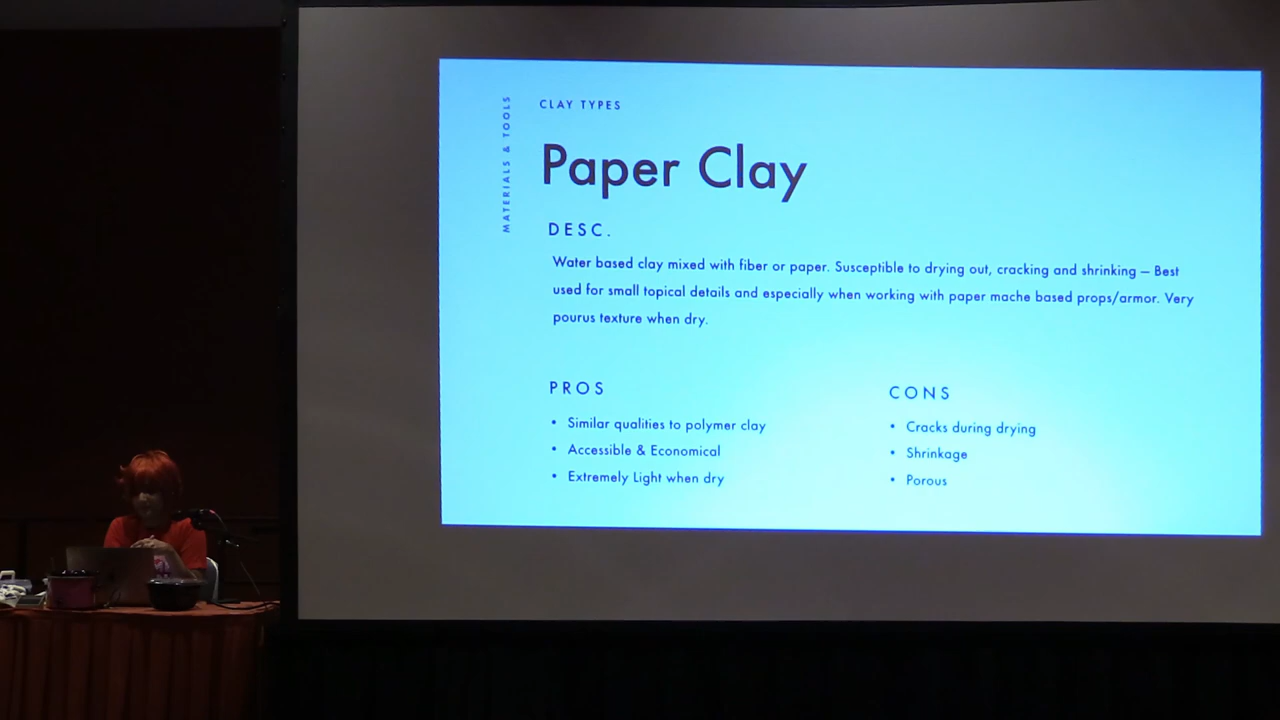 MATERIALS & TOOLS
CLAY TYPES
Paper Clay
DESC.
Water based clay mixed with fiber or paper. Susceptible to drying out, cracking and shrinking — Best
used for small topical details and especially when working with paper mache based props/armor. Very
pourus texture when dry.
PROS
• Similar qualities to polymer clay
• Accessible & Economical
• Extremely Light when dry
CONS
• Cracks during drying
• Shrinkage
• Porous